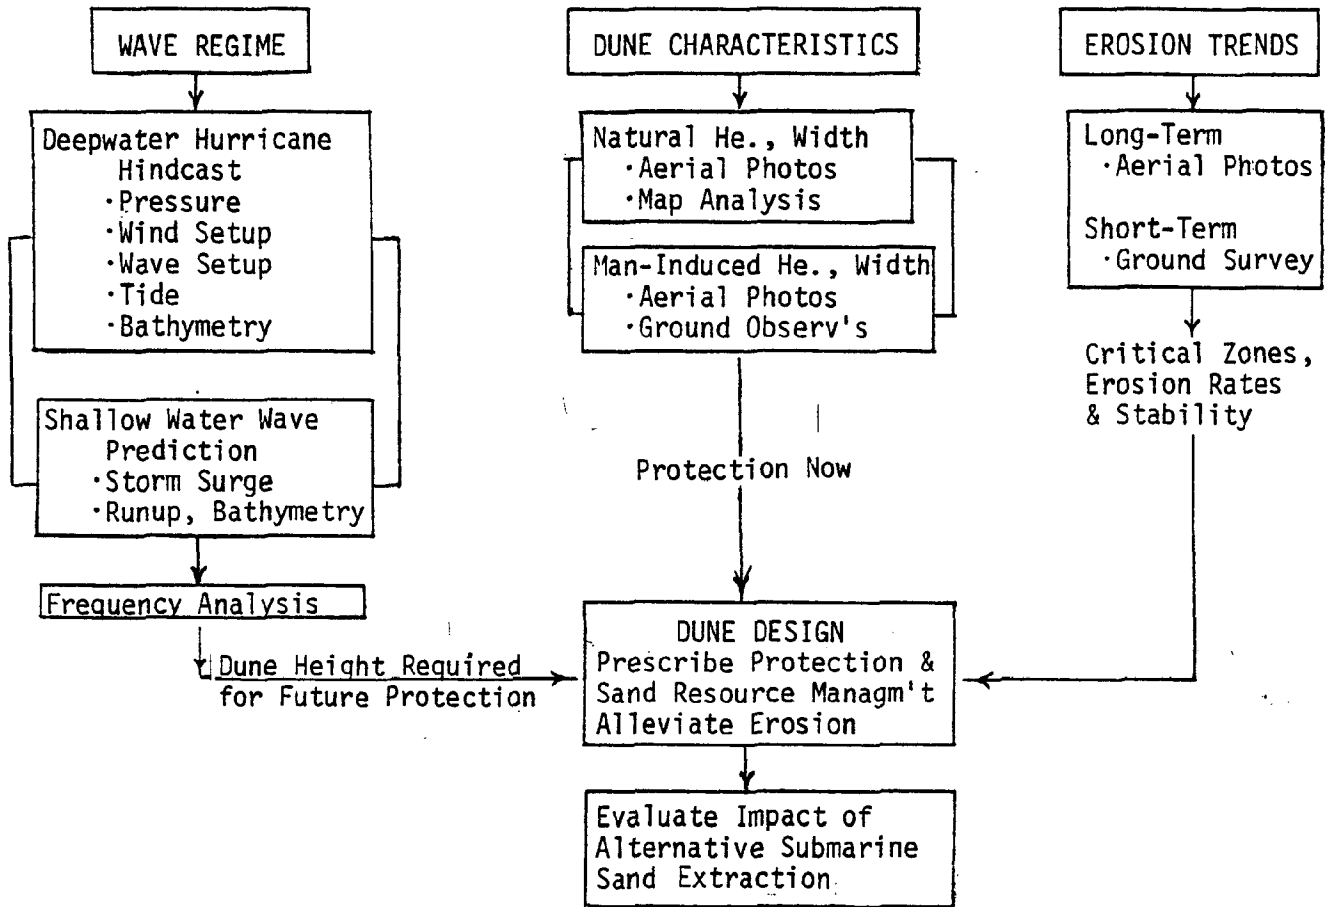 WAVE REGIME
Deepwater Hurricane
Hindcast
·Pressure
·Wind Setup
·Wave Setup
·Tide
·Bathymetry
Shallow Water Wave
Prediction
·Storm Surge
·Runup, Bathymetry
Frequency Analysis
Dune Height Required
for Future Protection
DUNE CHARACTERISTICS
Natural He., Width
·Aerial Photos
·Map Analysis
Man-Induced He., Width
·Aerial Photos
·Ground Observ's
Protection Now
EROSION TRENDS
Long-Term
·Aerial Photos
Short-Term
·Ground Survey
Critical Zones,
Erosion Rates
& Stability
DUNE DESIGN
Prescribe Protection &
Sand Resource Managm't
Alleviate Erosion
Evaluate Impact of
Alternative Submarine
Sand Extraction